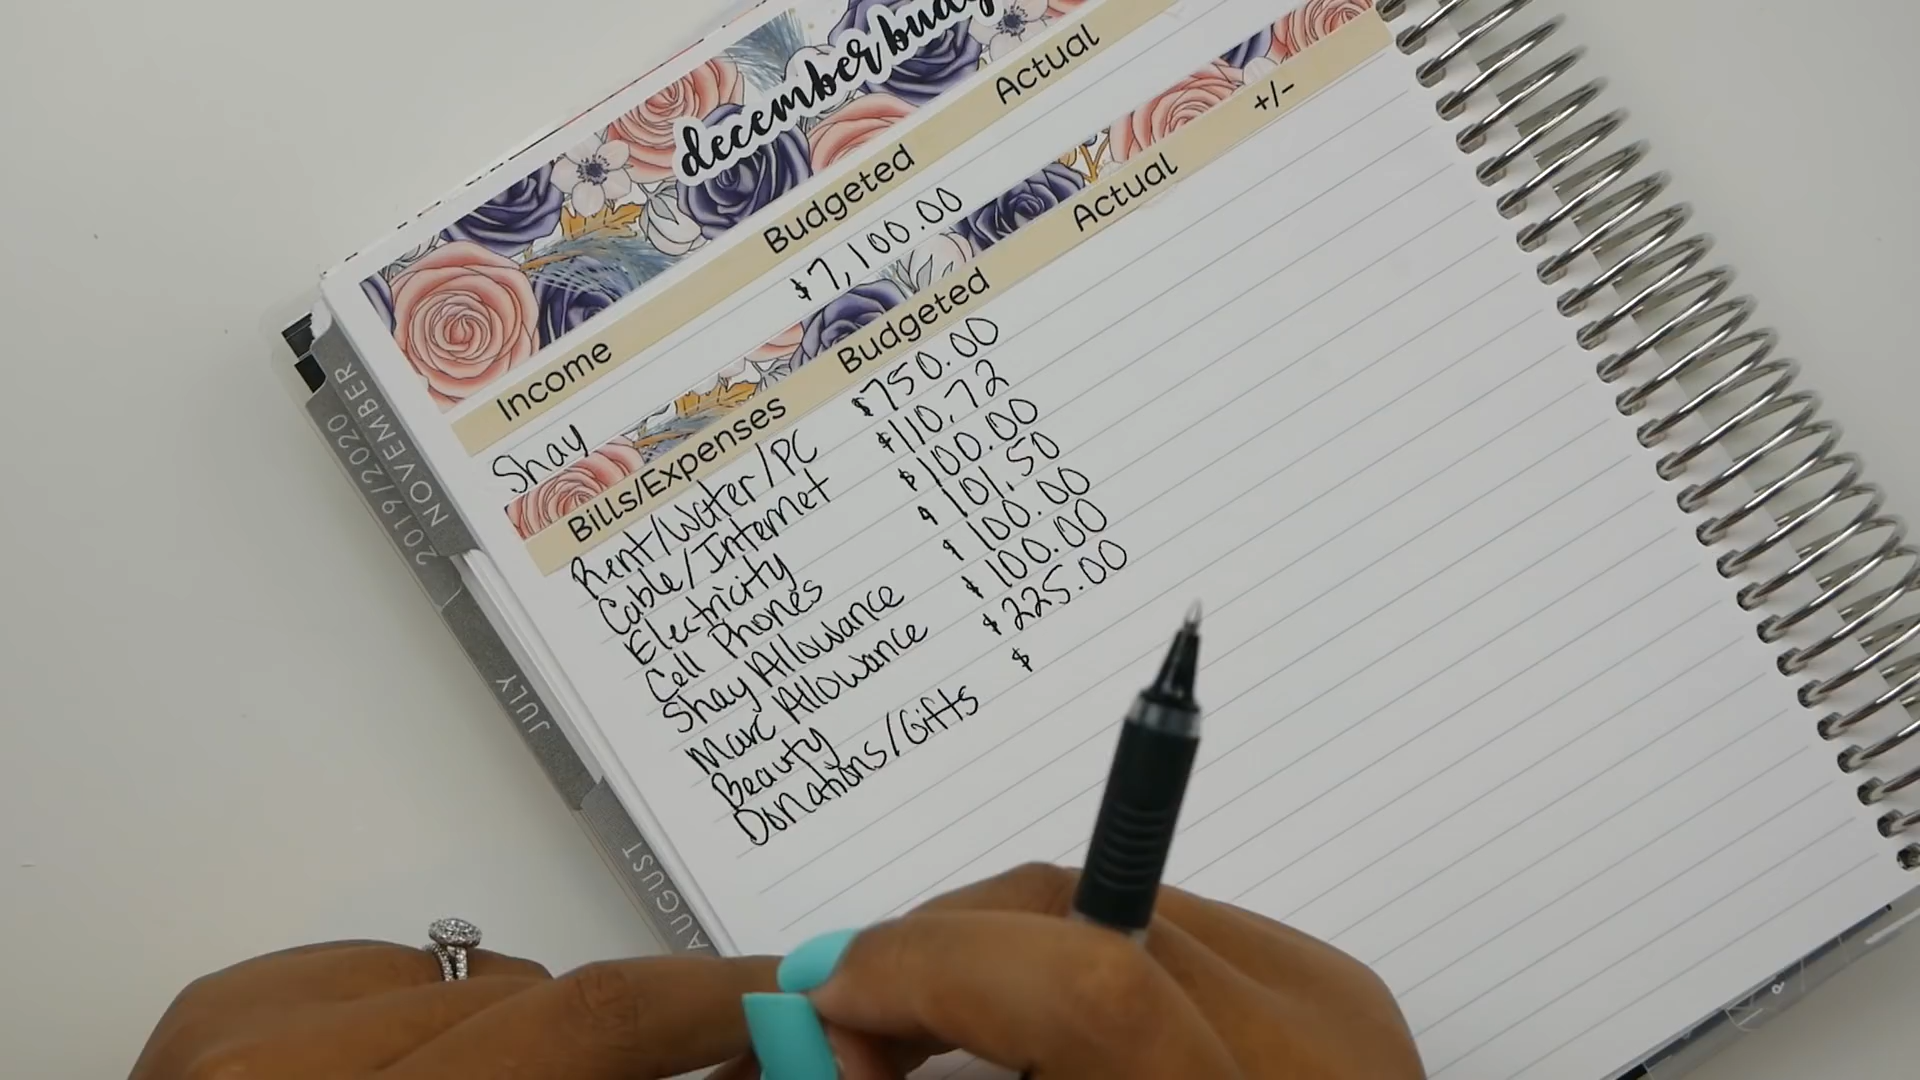 december budg
Income Budgeted Actual
Shay $7,100.00
Bills/Expenses Budgeted Actual +/-
Rent/Water/PC $750.00
Cable/Internet $110.72
Electricity $100.00
Cell Phones $101.50
Shay Allowance $100.00
Marc Allowance $100.00
Beauty $225.00
Donations/Gifts $
2019/2020
NOVEMBER
JULY
AUGUST